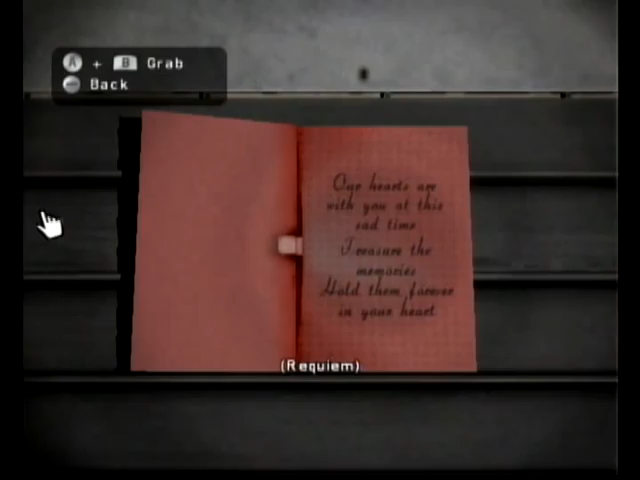 A + B Grab
Back
Our hearts are
with you at this
sad time
Treasure the
memories
Hold them forever
in your heart
(Requiem)